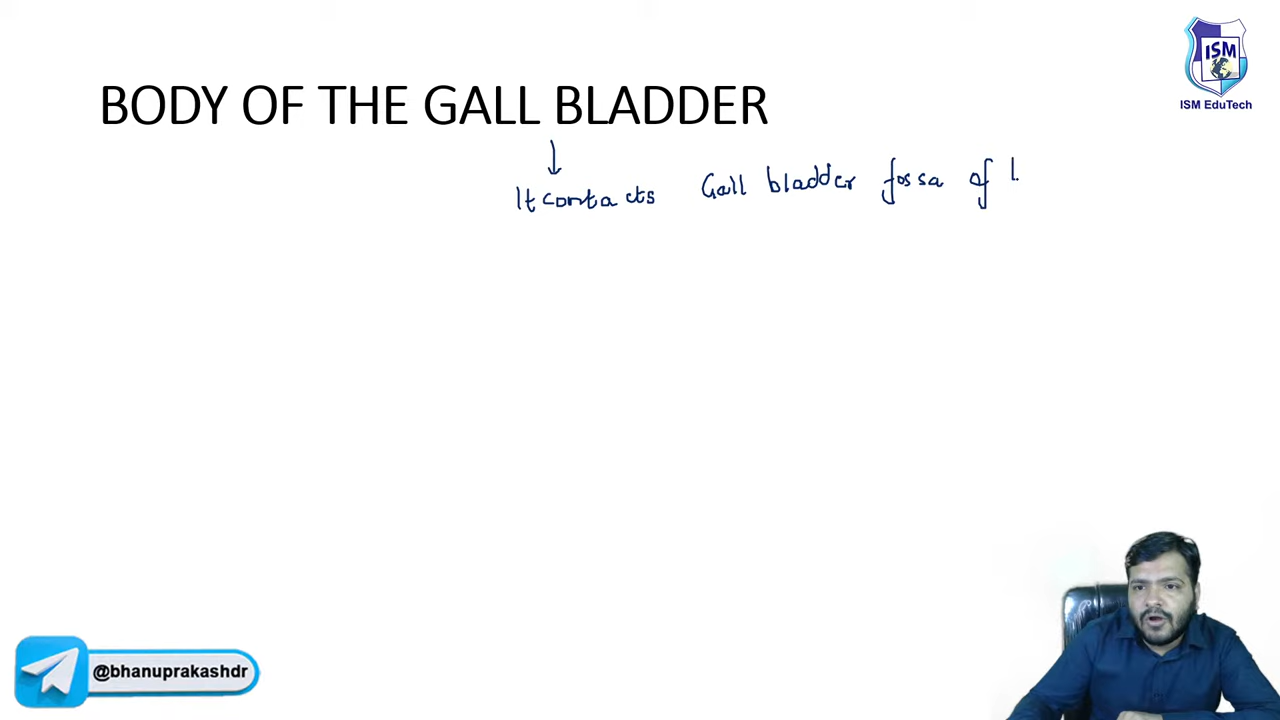 ISM
ISM EduTech
BODY OF THE GALL BLADDER
It contacts Gall bladder fossa of l
@bhanuprakashdr